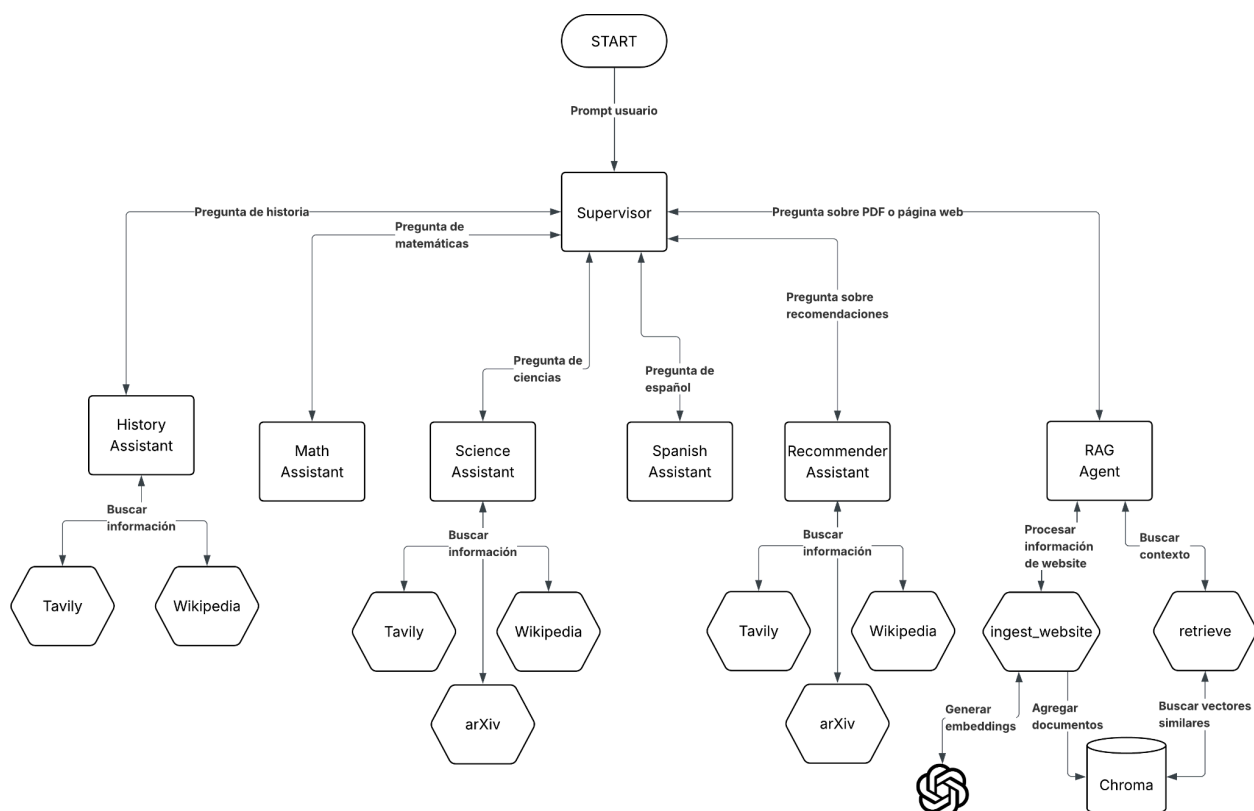 START
Prompt usuario
Supervisor
Pregunta de historia
Pregunta sobre PDF o página web
Pregunta de
matemáticas
Pregunta sobre
recomendaciones
Pregunta de
ciencias
Pregunta de
español
History
Assistant
Math
Assistant
Science
Assistant
Spanish
Assistant
Recommender
Assistant
RAG
Agent
Buscar
información
Buscar
información
Buscar
información
Procesar
información
de website
Buscar
contexto
Tavily
Wikipedia
Tavily
Wikipedia
Tavily
Wikipedia
ingest_website
retrieve
arXiv
arXiv
Generar
embeddings
Agregar
documentos
Buscar vectores
similares
Chroma